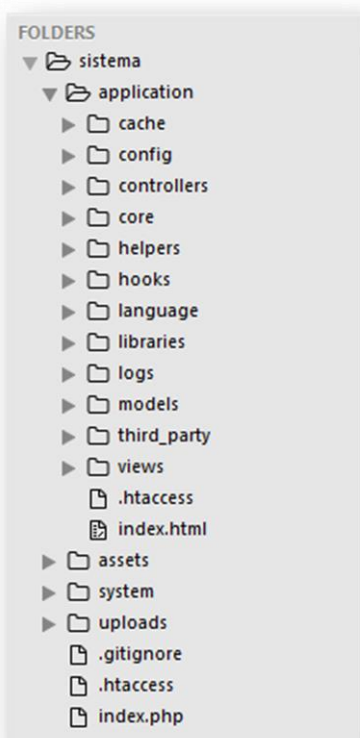 FOLDERS
sistema
application
cache
config
controllers
core
helpers
hooks
language
libraries
logs
models
third_party
views
.htaccess
index.html
assets
system
uploads
.gitignore
.htaccess
index.php